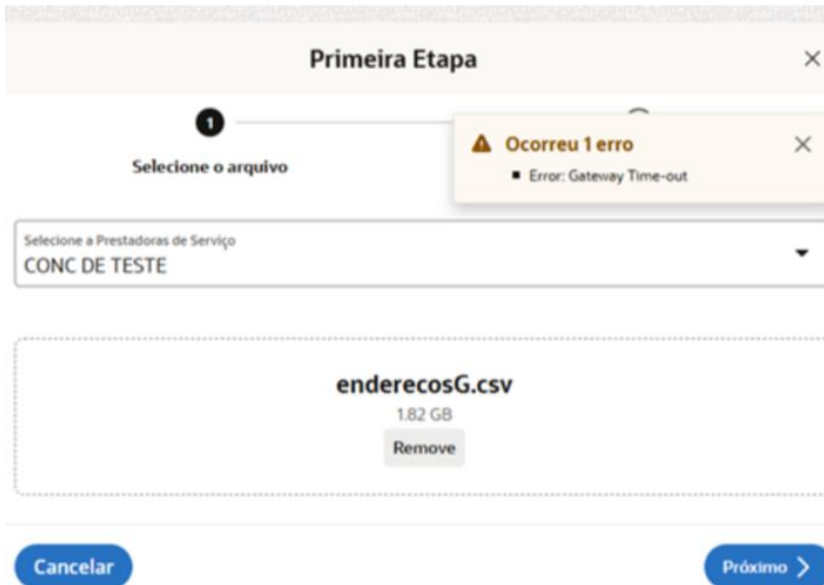 Primeira Etapa
1
Selecione o arquivo
Ocorreu 1 erro
Error: Gateway Time-out
Selecione a Prestadoras de Serviço
CONC DE TESTE
enderecosG.csv
1.82 GB
Remove
Cancelar
Próximo